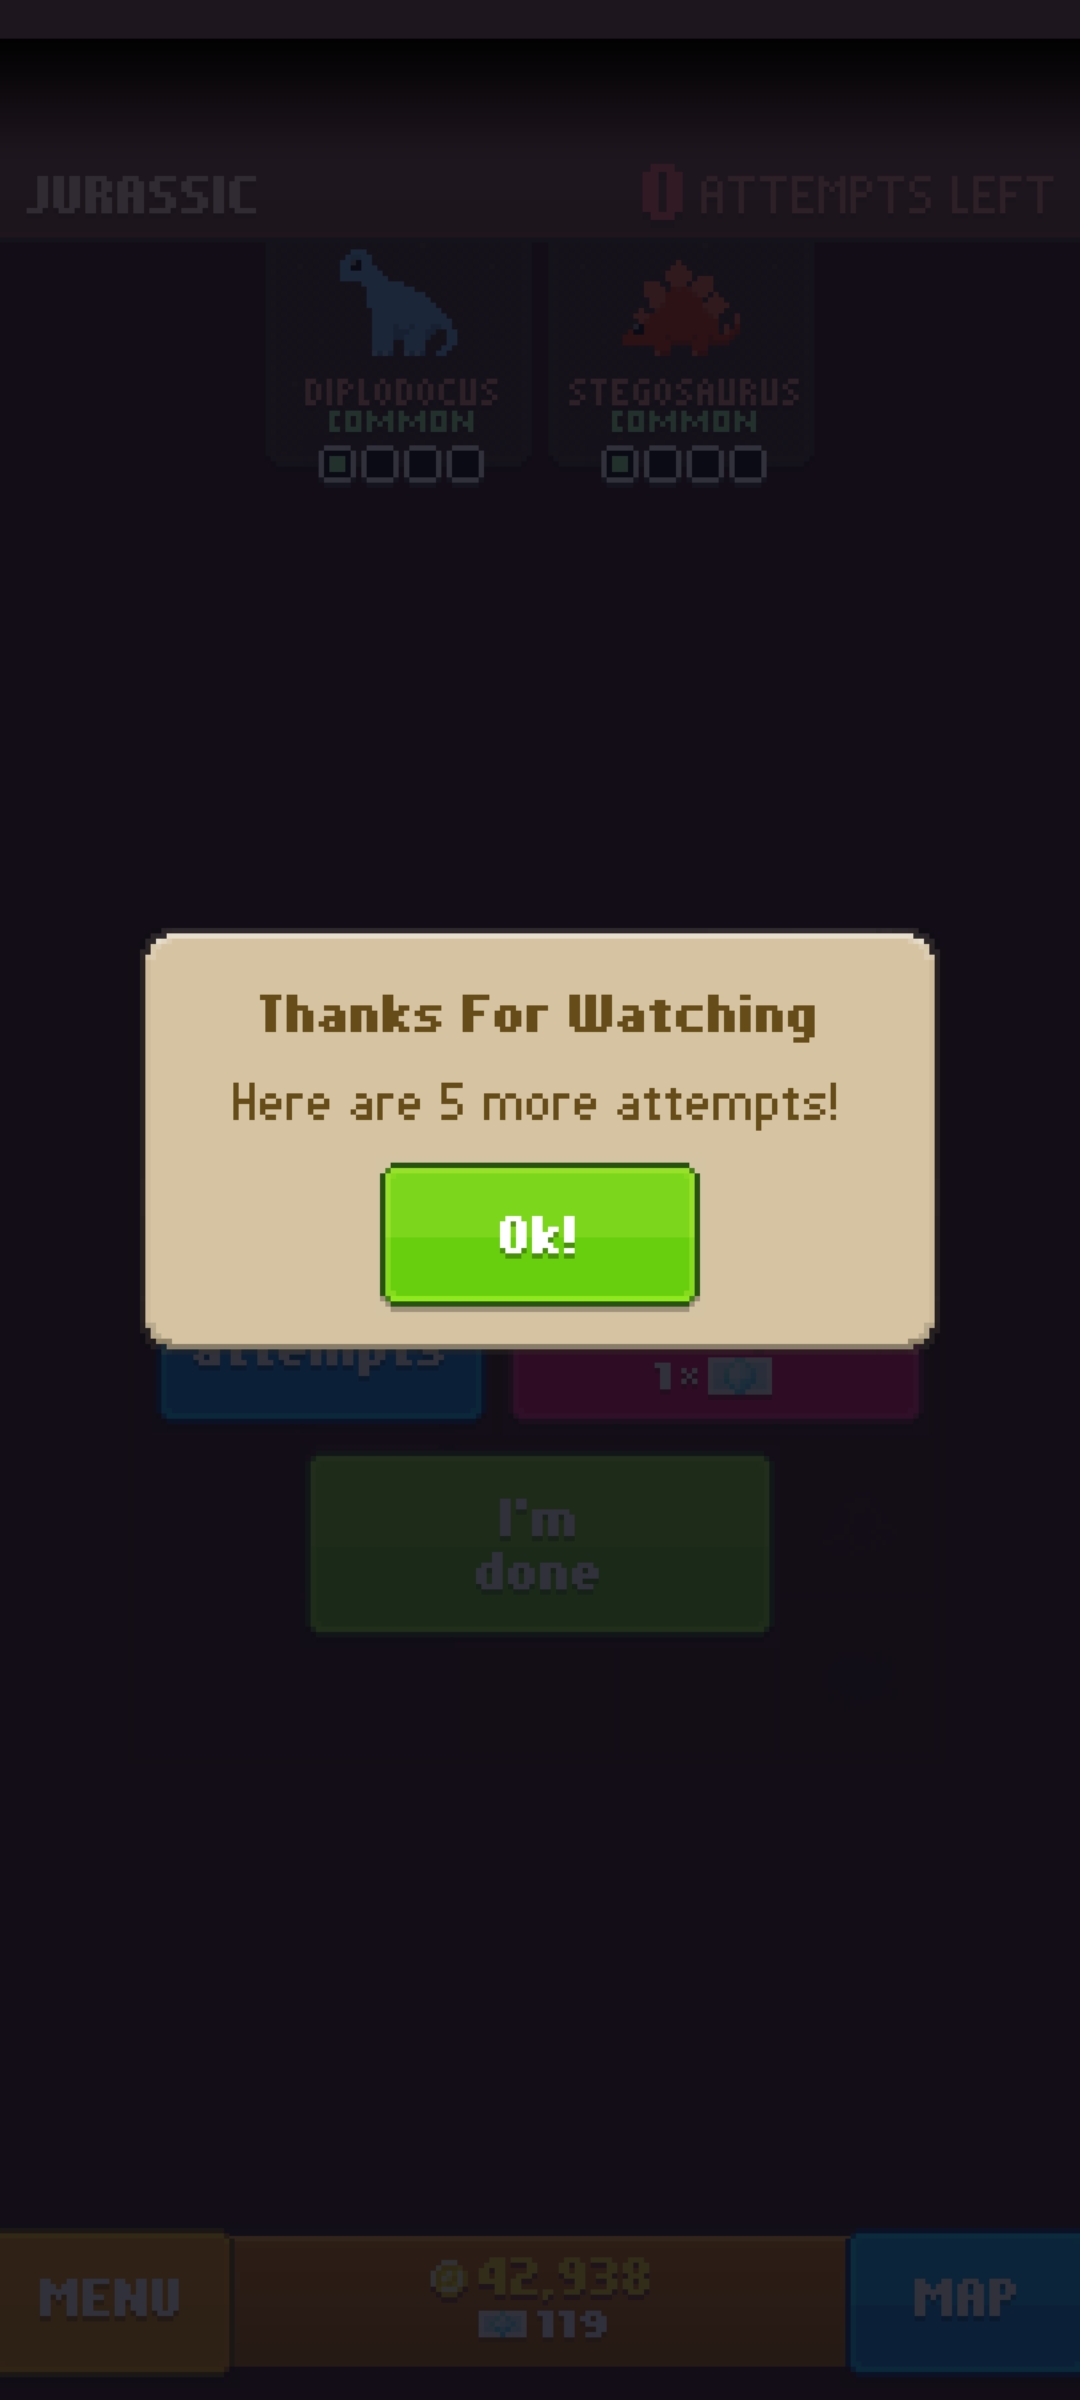 JURASSIC
0 ATTEMPTS LEFT
DIPLODOCUS
COMMON
STEGOSAURUS
COMMON
Thanks For Watching
Here are 5 more attempts!
Ok!
attempts
1×
I'm
done
MENU
42,938
119
MAP